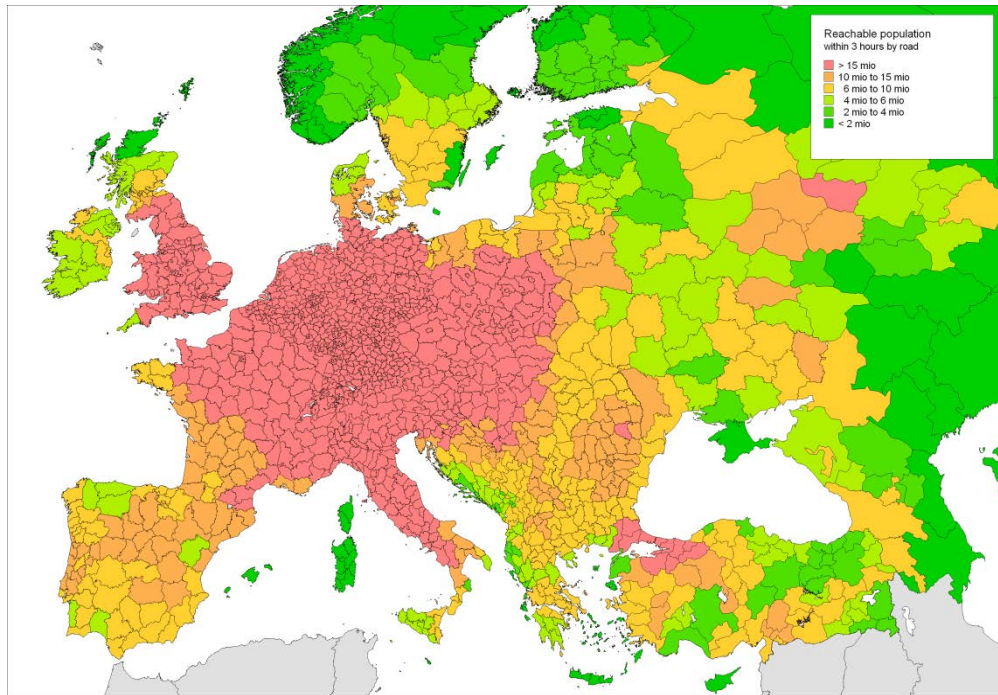 Reachable population
within 3 hours by road
> 15 mio
10 mio to 15 mio
6 mio to 10 mio
4 mio to 6 mio
2 mio to 4 mio
< 2 mio